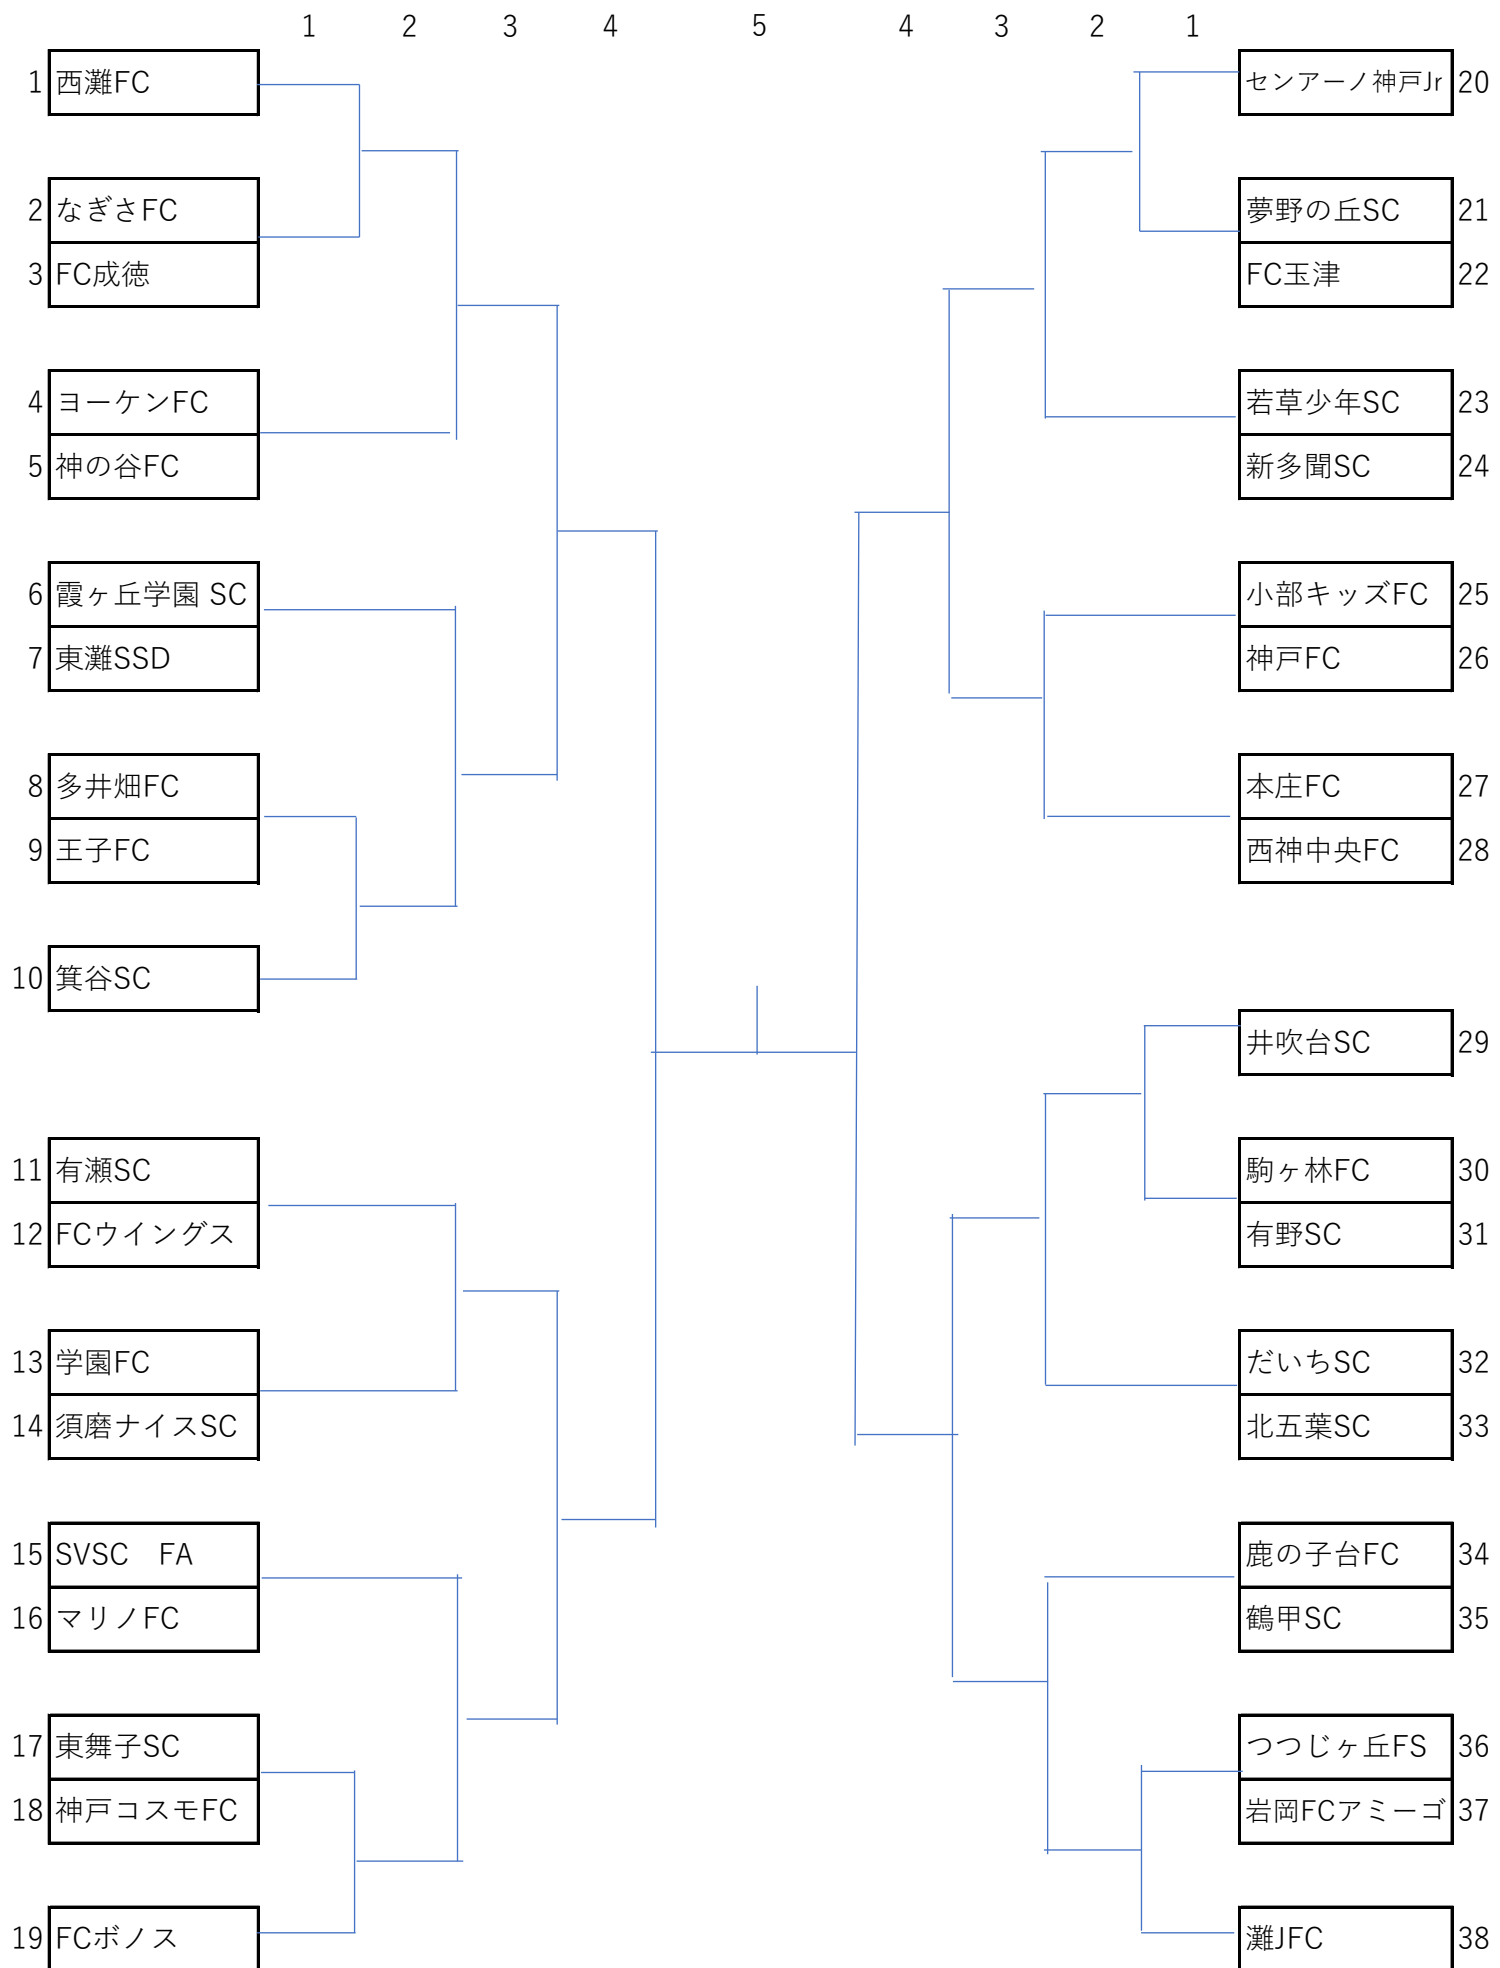 1 2 3 4 5 4 3 2 1
1 西灘FC
2 なぎさFC
3 FC成徳
4 ヨーケンFC
5 神の谷FC
6 霞ヶ丘学園 SC
7 東灘SSD
8 多井畑FC
9 王子FC
10 箕谷SC
11 有瀬SC
12 FCウイングス
13 学園FC
14 須磨ナイスSC
15 SVSC　FA
16 マリノFC
17 東舞子SC
18 神戸コスモFC
19 FCボノス
センアーノ神戸Jr 20
夢野の丘SC 21
FC玉津 22
若草少年SC 23
新多聞SC 24
小部キッズFC 25
神戸FC 26
本庄FC 27
西神中央FC 28
井吹台SC 29
駒ヶ林FC 30
有野SC 31
だいちSC 32
北五葉SC 33
鹿の子台FC 34
鶴甲SC 35
つつじヶ丘FS 36
岩岡FCアミーゴ 37
灘JFC 38